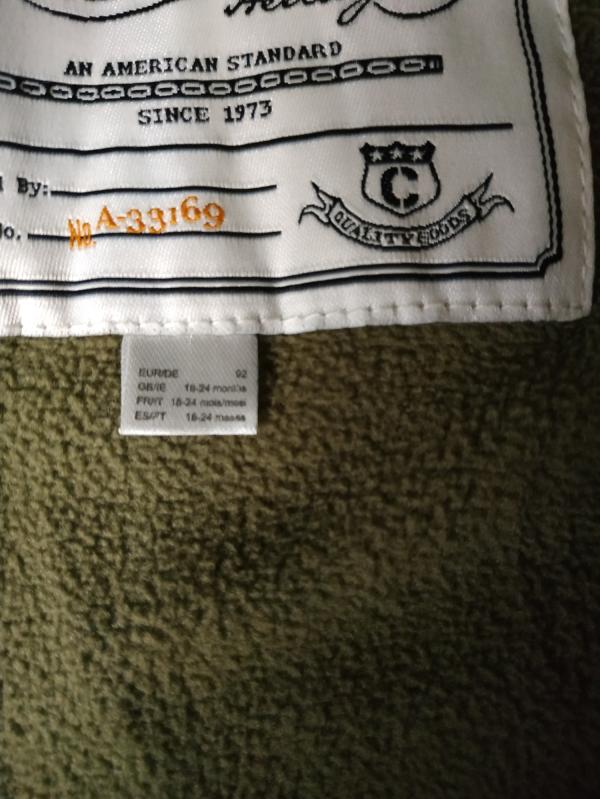 AN AMERICAN STANDARD
SINCE 1973
By:
No. A-33169
C
QUALITY GOODS
EUR/DE 92
GB/IE 18-24 months
FR/IT 18-24 mois/mesi
ES/PT 18-24 meses